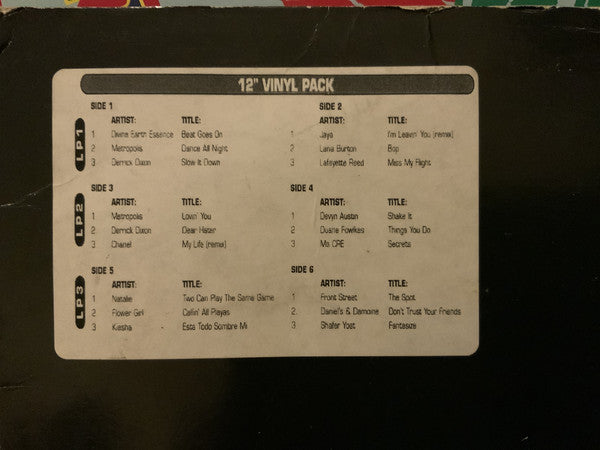 12" VINYL PACK
SIDE 1
ARTIST: TITLE:
1 Divine Earth Essence Beat Goes On
2 Metropolis Dance All Night
3 Derrick Dixon Slow It Down
LP1
SIDE 2
ARTIST: TITLE:
1 Jaya I'm Leavin' You (remix)
2 Lana Burton Bop
3 Lafayette Reed Miss My Flight
SIDE 3
ARTIST: TITLE:
1 Metropolis Lovin' You
2 Derrick Dixon Dear Hater
3 Chanel My Life (remix)
LP2
SIDE 4
ARTIST: TITLE:
1 Devyn Austin Shake It
2 Duane Fowlkes Things You Do
3 Ms. CRE Secrets
SIDE 5
ARTIST: TITLE:
1 Natalie Two Can Play The Same Game
2 Flower Girl Callin' All Playas
3 Kiesha Esta Todo Sombre Mi
LP3
SIDE 6
ARTIST: TITLE:
1 Front Street The Spot
2. Daniel's & Damoine Don't Trust Your Friends
3 Shafer Yost Fantasize